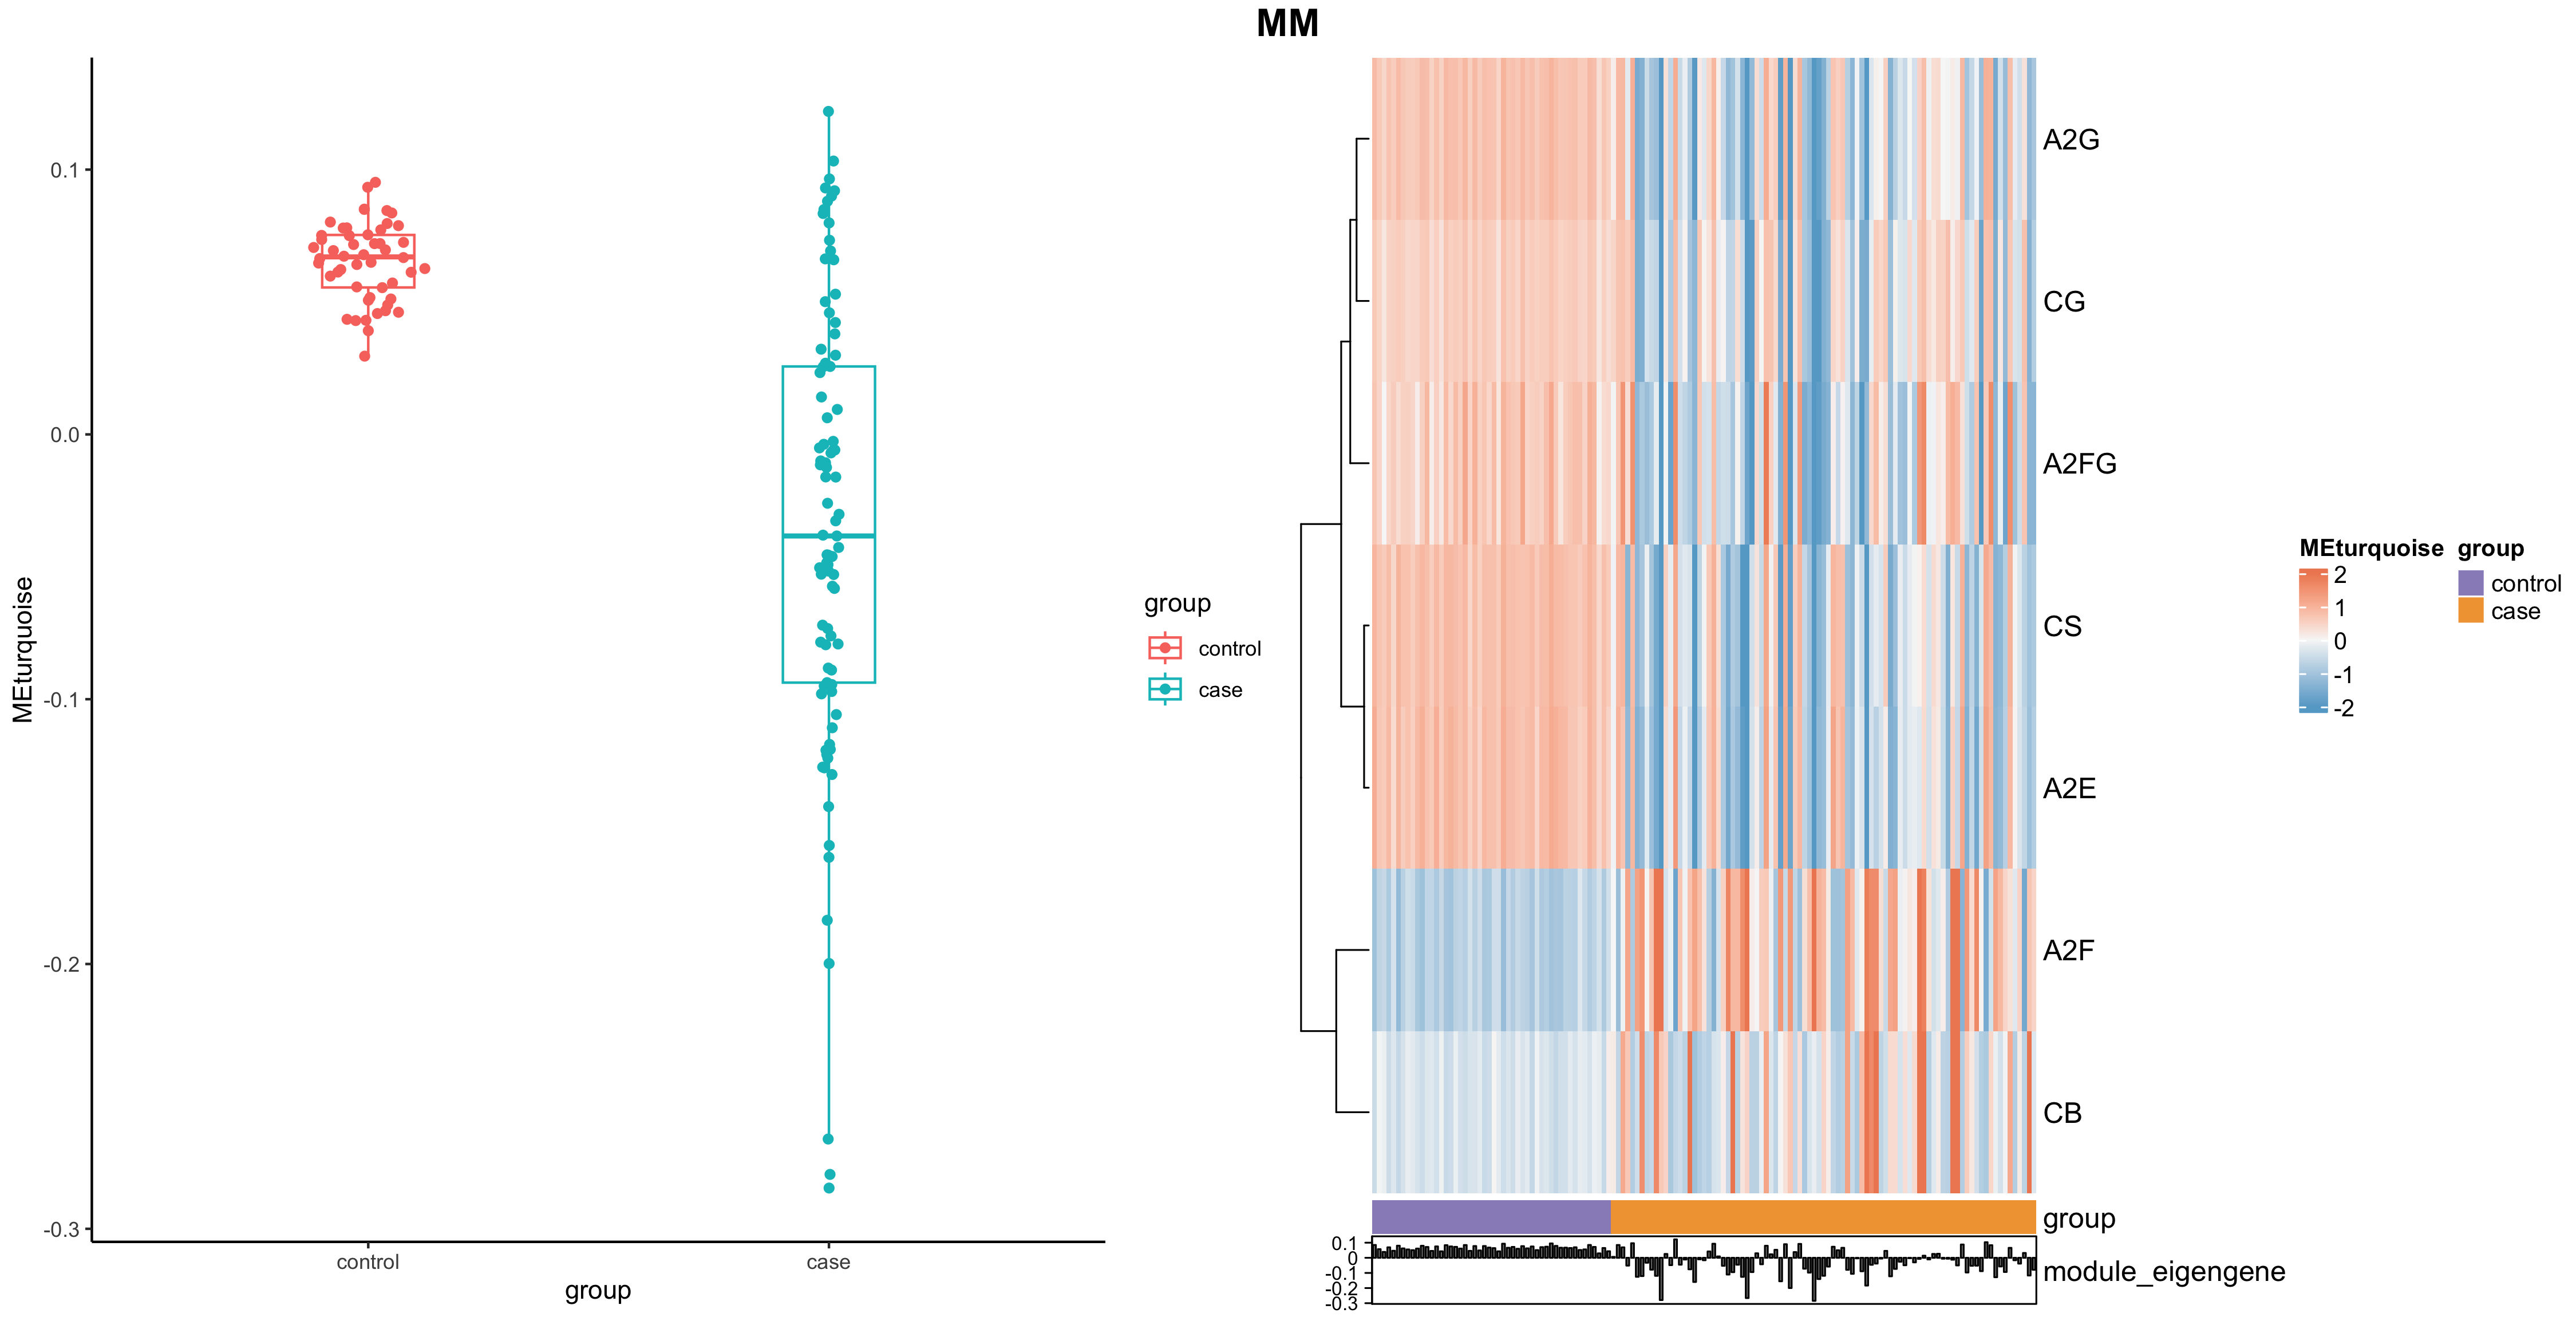 MM
MEturquoise
0.1
0.0
-0.1
-0.2
-0.3
control
case
group
group
control
case
A2G
CG
A2FG
CS
A2E
A2F
CB
group
0.1
0
-0.1
-0.2
-0.3
module_eigengene
MEturquoise
2
1
0
-1
-2
group
control
case